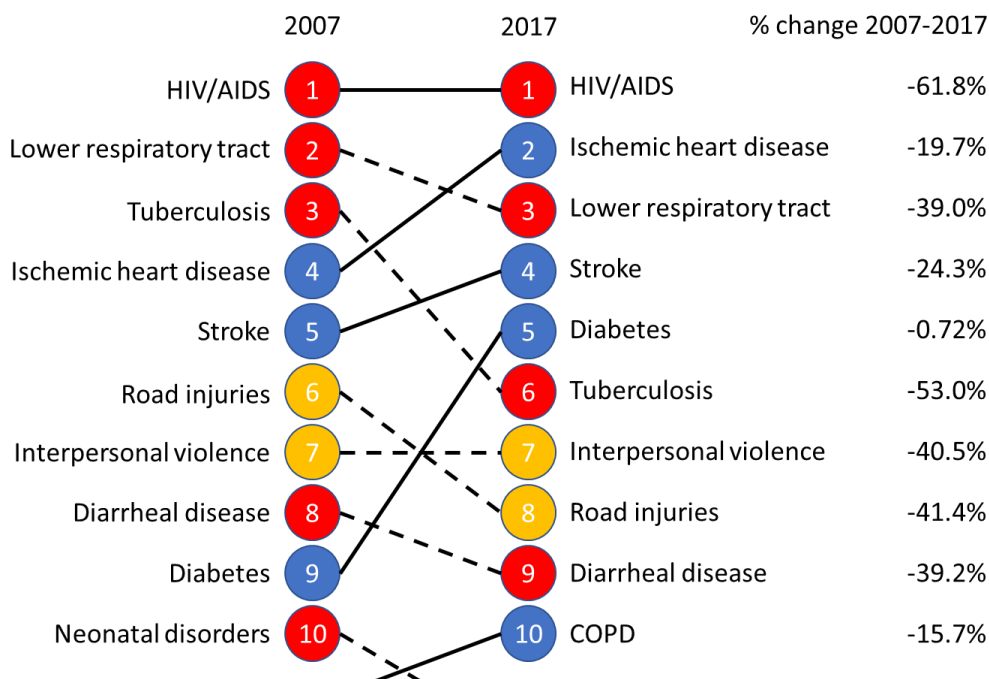 2007 2017 % change 2007-2017
HIV/AIDS 1 1 HIV/AIDS -61.8%
Lower respiratory tract 2 2 Ischemic heart disease -19.7%
Tuberculosis 3 3 Lower respiratory tract -39.0%
Ischemic heart disease 4 4 Stroke -24.3%
Stroke 5 5 Diabetes -0.72%
Road injuries 6 6 Tuberculosis -53.0%
Interpersonal violence 7 7 Interpersonal violence -40.5%
Diarrheal disease 8 8 Road injuries -41.4%
Diabetes 9 9 Diarrheal disease -39.2%
Neonatal disorders 10 10 COPD -15.7%